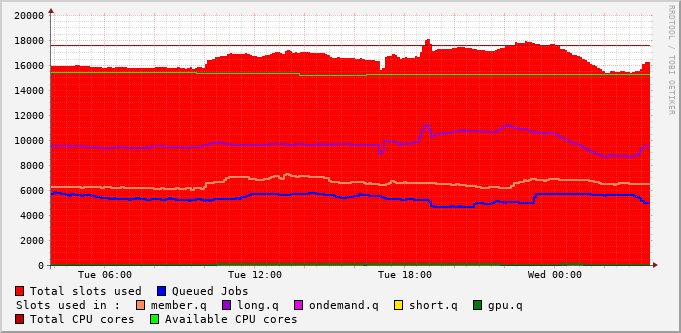 20000
18000
16000
14000
12000
10000
8000
6000
4000
2000
0
Tue 06:00 Tue 12:00 Tue 18:00 Wed 00:00
RRDTOOL / TOBI OETIKER
Total slots used Queued Jobs
Slots used in : member.q long.q ondemand.q short.q gpu.q
Total CPU cores Available CPU cores